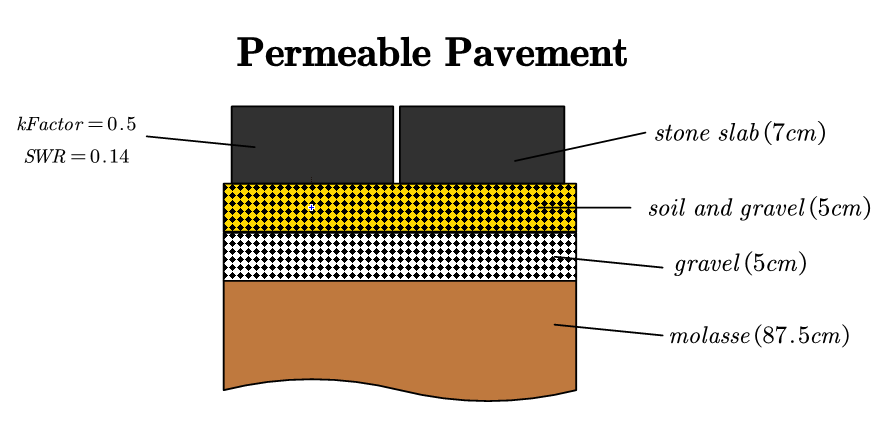 Permeable Pavement
kFactor = 0.5
SWR = 0.14
stone slab (7cm)
soil and gravel (5cm)
gravel (5cm)
molasse (87.5cm)